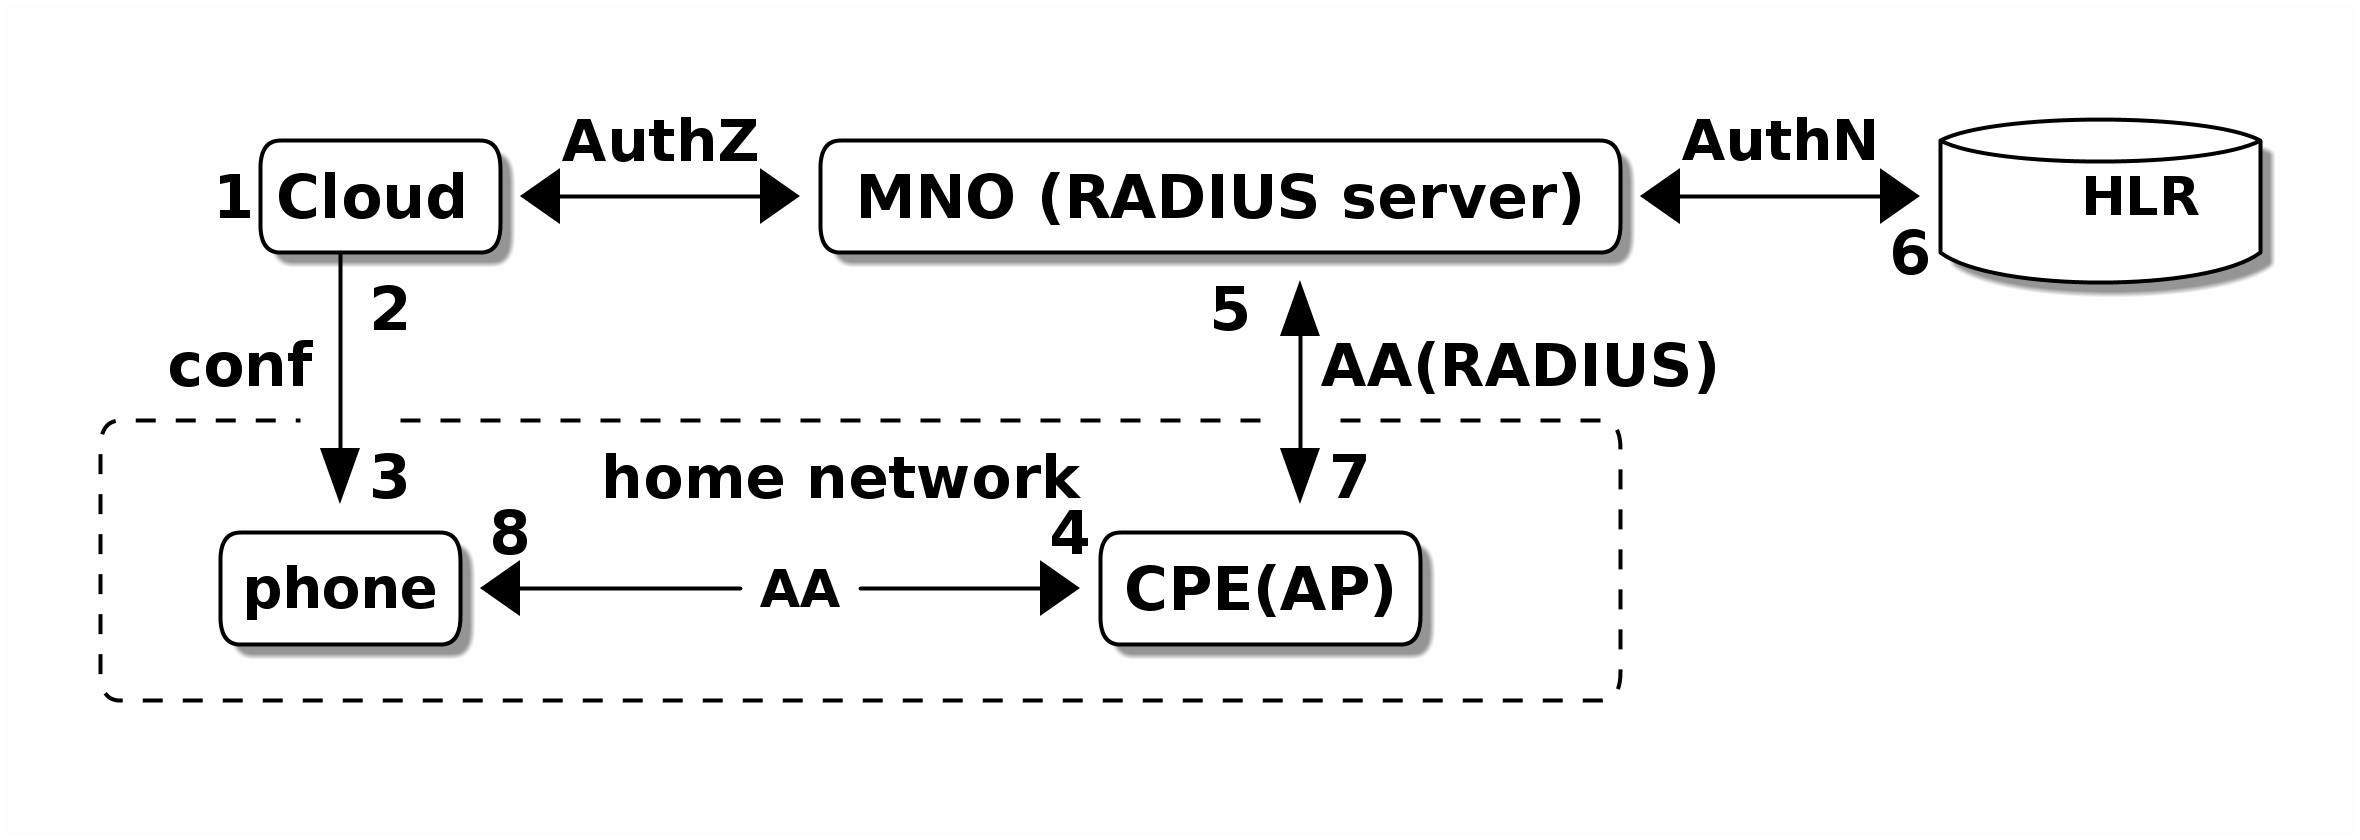 AuthZ
AuthN
1 Cloud
MNO (RADIUS server)
HLR
6
2
5
conf
AA(RADIUS)
3
home network
7
8
4
phone
AA
CPE(AP)